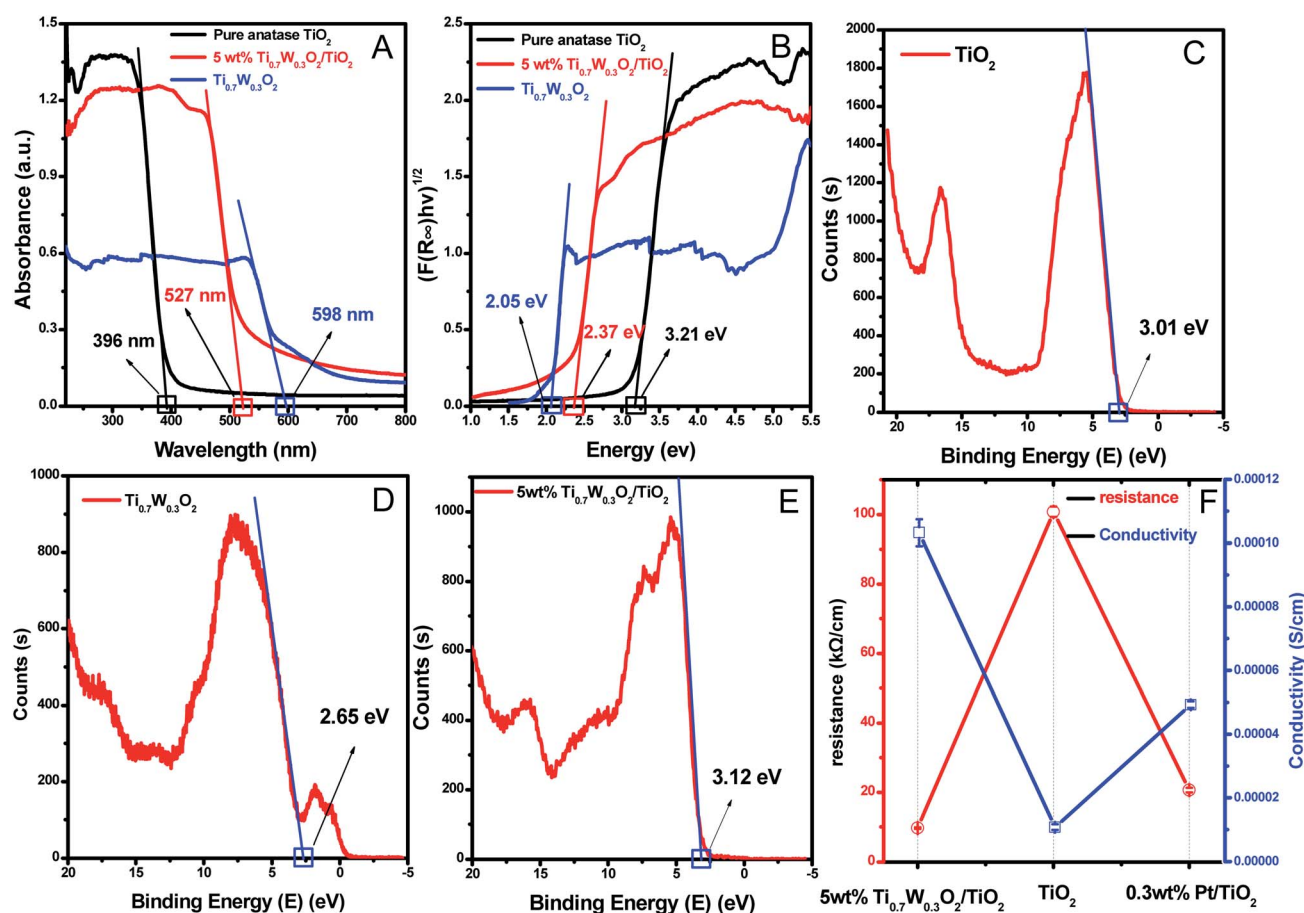 A
Pure anatase TiO₂
5 wt% Ti₀.₇W₀.₃O₂/TiO₂
Ti₀.₇W₀.₃O₂
Absorbance (a.u.)
1.5
1.2
0.9
0.6
0.3
0.0
527 nm
598 nm
396 nm
300 400 500 600 700 800
Wavelength (nm)
B
Pure anatase TiO₂
5 wt% Ti₀.₇W₀.₃O₂/TiO₂
Ti₀.₇W₀.₃O₂
(F(R∞)hv)¹/²
2.5
2.0
1.5
1.0
0.5
0.0
2.05 eV
2.37 eV
3.21 eV
1.0 1.5 2.0 2.5 3.0 3.5 4.0 4.5 5.0 5.5
Energy (ev)
C
TiO₂
Counts (s)
2000
1800
1600
1400
1200
1000
800
600
400
200
0
3.01 eV
20 15 10 5 0 -5
Binding Energy (E) (eV)
D
Ti₀.₇W₀.₃O₂
Counts (s)
1000
800
600
400
200
0
2.65 eV
20 15 10 5 0 -5
Binding Energy (E) (eV)
E
5wt% Ti₀.₇W₀.₃O₂/TiO₂
Counts (s)
1000
800
600
400
200
0
3.12 eV
20 15 10 5 0 -5
Binding Energy (E) (eV)
F
resistance
Conductivity
resistance (kΩ/cm)
100
80
60
40
20
0
Conductivity (S/cm)
0.00012
0.00010
0.00008
0.00006
0.00004
0.00002
0.00000
5wt% Ti₀.₇W₀.₃O₂/TiO₂ TiO₂ 0.3wt% Pt/TiO₂